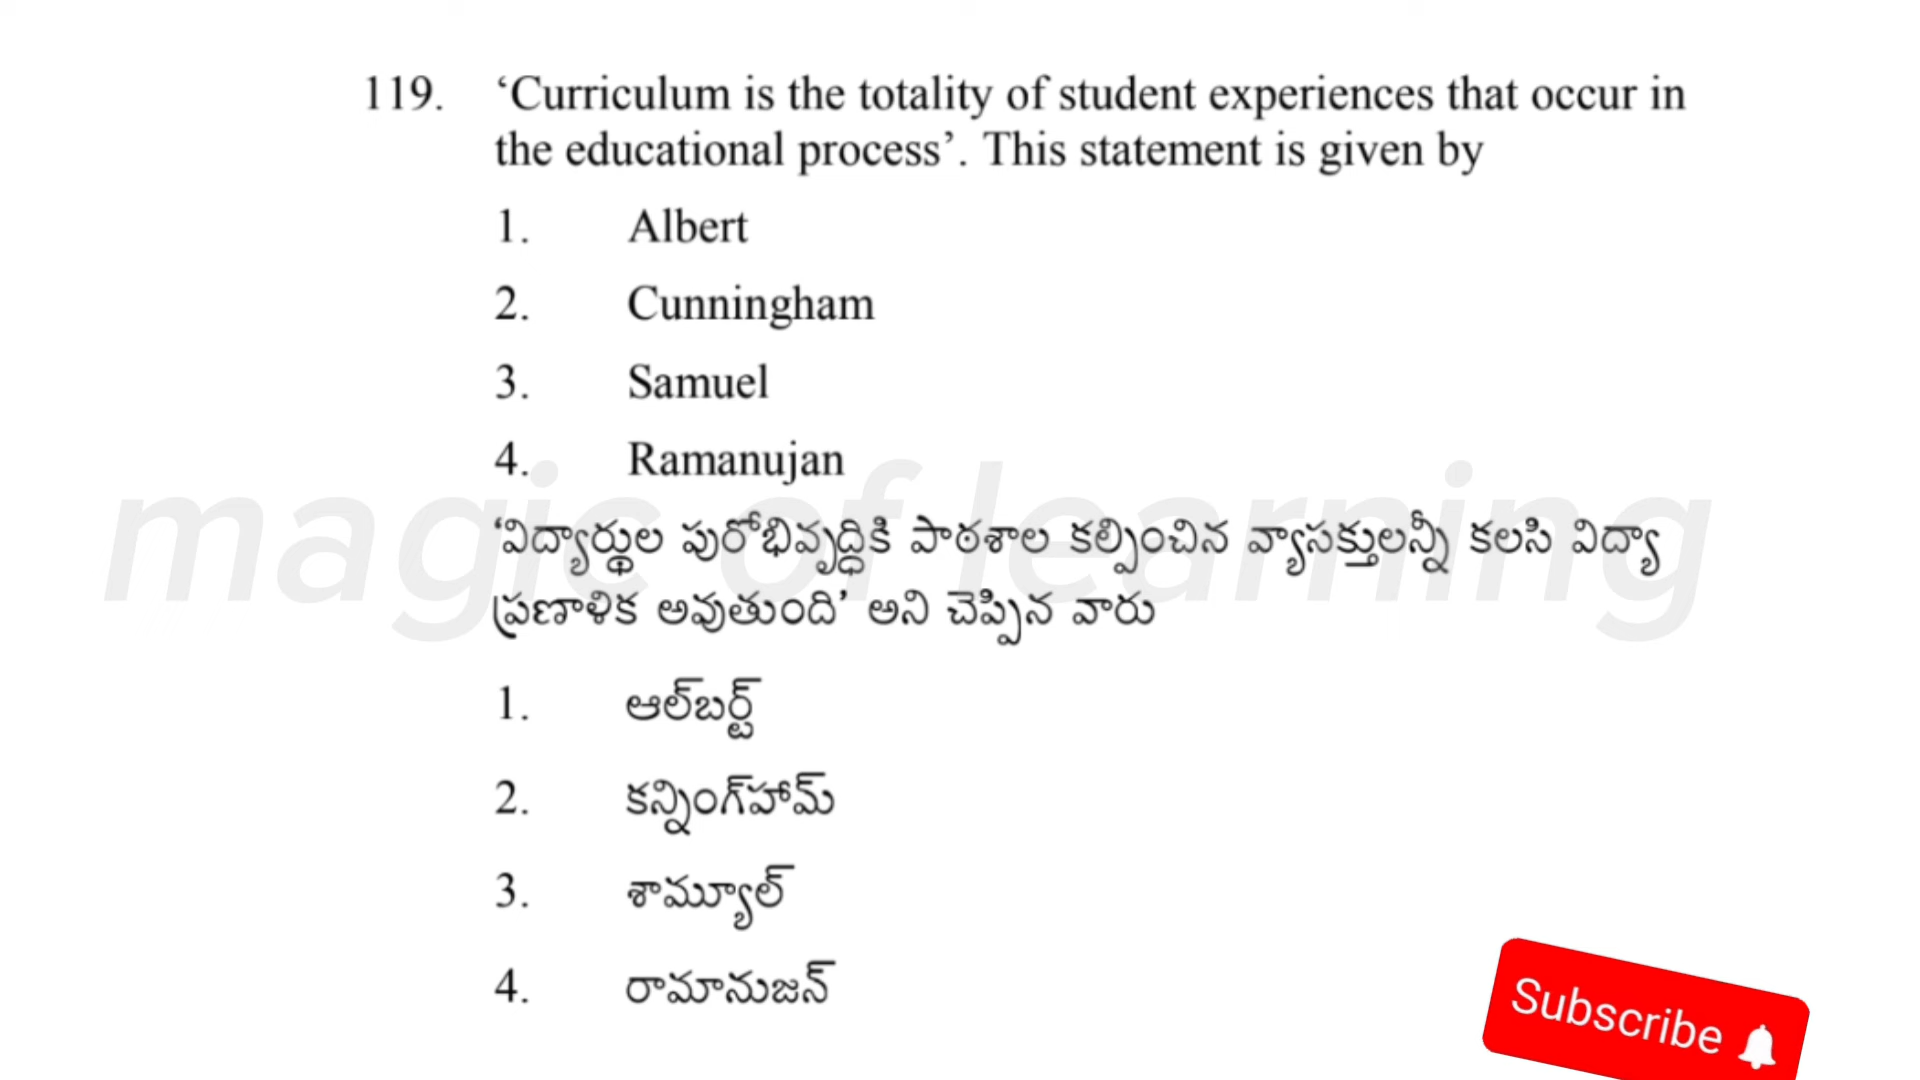 119. ‘Curriculum is the totality of student experiences that occur in
the educational process’. This statement is given by
1. Albert
2. Cunningham
3. Samuel
4. Ramanujan
magic of learning
‘విద్యార్థుల పురోభివృద్ధికి పాఠశాల కల్పించిన వ్యాసక్తులన్నీ కలసి విద్యా
ప్రణాళిక అవుతుంది’ అని చెప్పిన వారు
1. ఆల్‌బర్ట్
2. కన్నింగ్‌హామ్
3. శామ్యూల్
4. రామానుజన్
Subscribe